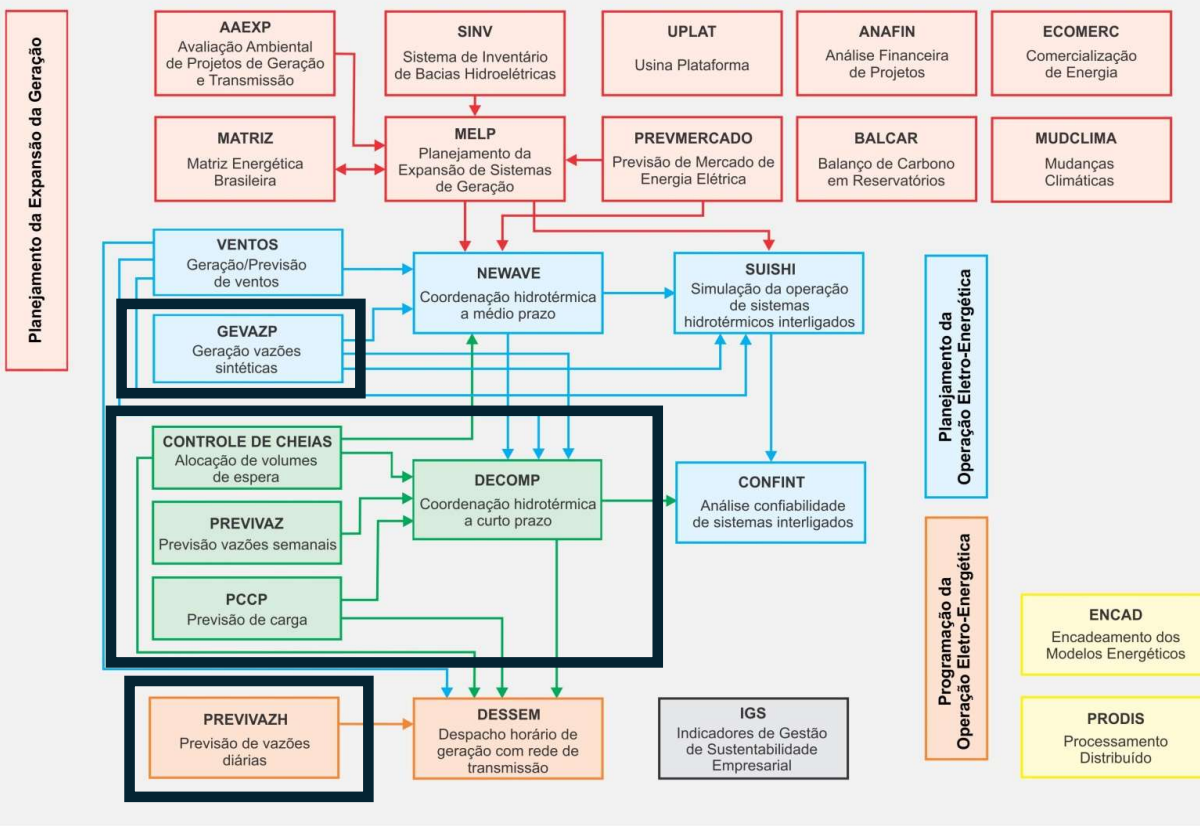 Planejamento da Expansão da Geração
AAEXP
Avaliação Ambiental
de Projetos de Geração
e Transmissão
SINV
Sistema de Inventário
de Bacias Hidroelétricas
UPLAT
Usina Plataforma
ANAFIN
Análise Financeira
de Projetos
ECOMERC
Comercialização
de Energia
MATRIZ
Matriz Energética
Brasileira
MELP
Planejamento da
Expansão de Sistemas
de Geração
PREVMERCADO
Previsão de Mercado de
Energia Elétrica
BALCAR
Balanço de Carbono
em Reservatórios
MUDCLIMA
Mudanças
Climáticas
VENTOS
Geração/Previsão
de ventos
NEWAVE
Coordenação hidrotérmica
a médio prazo
SUISHI
Simulação da operação
de sistemas
hidrotérmicos interligados
Planejamento da
Operação Eletro-Energética
GEVAZP
Geração vazões
sintéticas
CONTROLE DE CHEIAS
Alocação de volumes
de espera
DECOMP
Coordenação hidrotérmica
a curto prazo
CONFINT
Análise confiabilidade
de sistemas interligados
PREVIVAZ
Previsão vazões semanais
PCCP
Previsão de carga
Programação da
Operação Eletro-Energética
ENCAD
Encadeamento dos
Modelos Energéticos
PREVIVAZH
Previsão de vazões
diárias
DESSEM
Despacho horário de
geração com rede de
transmissão
IGS
Indicadores de Gestão
de Sustentabilidade
Empresarial
PRODIS
Processamento
Distribuído